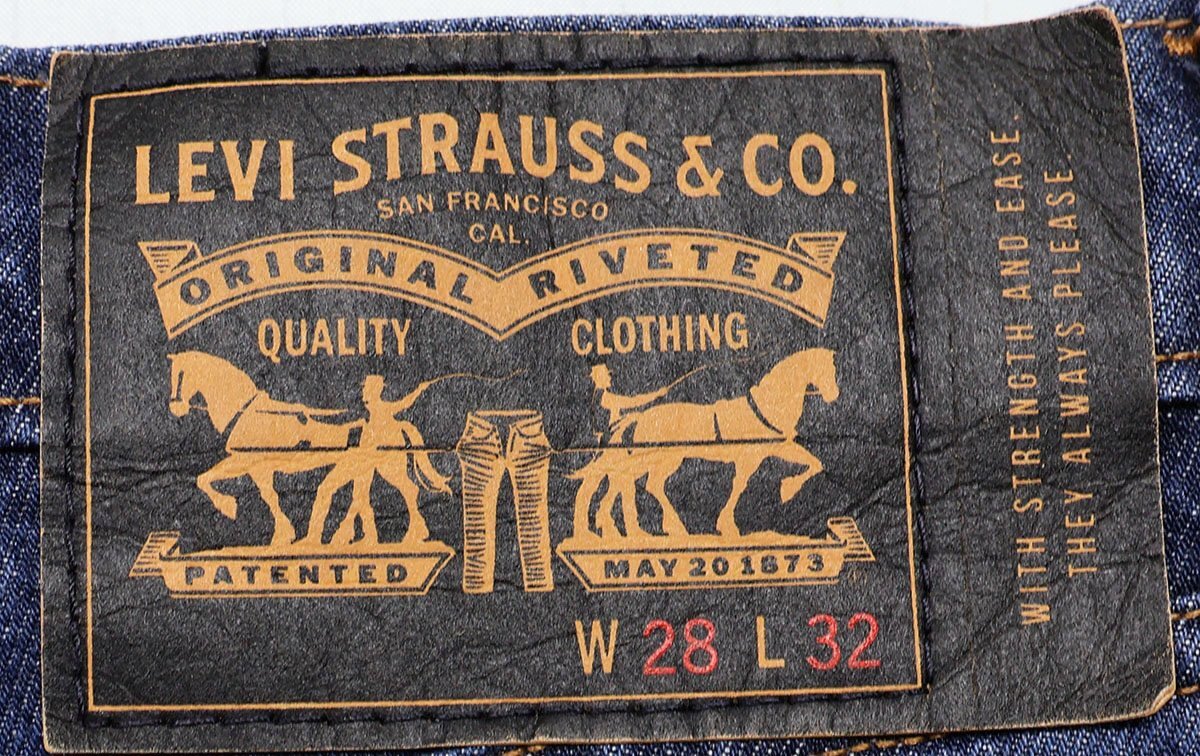 LEVI STRAUSS & CO.
SAN FRANCISCO
CAL.
ORIGINAL RIVETED
QUALITY CLOTHING
PATENTED MAY 20 1873
W 28 L 32
WITH STRENGTH AND EASE.
THEY ALWAYS PLEASE.